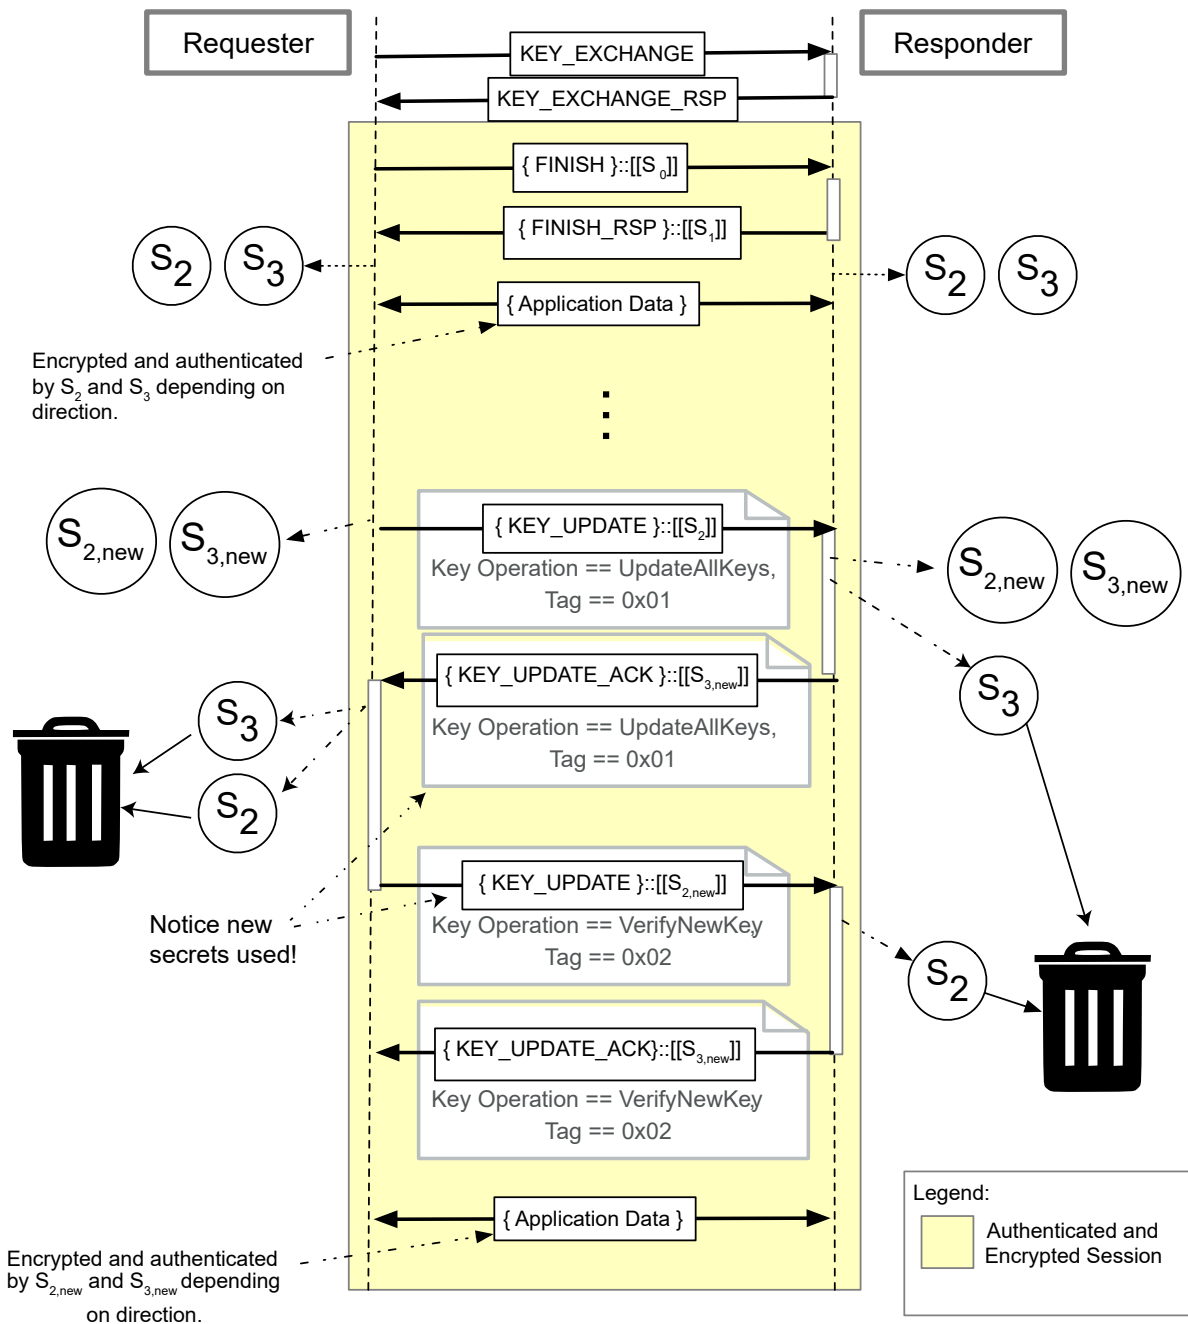 Requester
Responder
KEY_EXCHANGE
KEY_EXCHANGE_RSP
{ FINISH }::[[S0]]
{ FINISH_RSP }::[[S1]]
S2 S3
S2 S3
{ Application Data }
Encrypted and authenticated
by S2 and S3 depending on
direction.
{ KEY_UPDATE }::[[S2]]
Key Operation == UpdateAllKeys,
Tag == 0x01
S2,new S3,new
S2,new S3,new
{ KEY_UPDATE_ACK }::[[S3,new]]
Key Operation == UpdateAllKeys,
Tag == 0x01
S3
S3
S2
{ KEY_UPDATE }::[[S2,new]]
Key Operation == VerifyNewKey,
Tag == 0x02
Notice new
secrets used!
S2
{ KEY_UPDATE_ACK}::[[S3,new]]
Key Operation == VerifyNewKey,
Tag == 0x02
{ Application Data }
Encrypted and authenticated
by S2,new and S3,new depending
on direction.
Legend:
Authenticated and
Encrypted Session